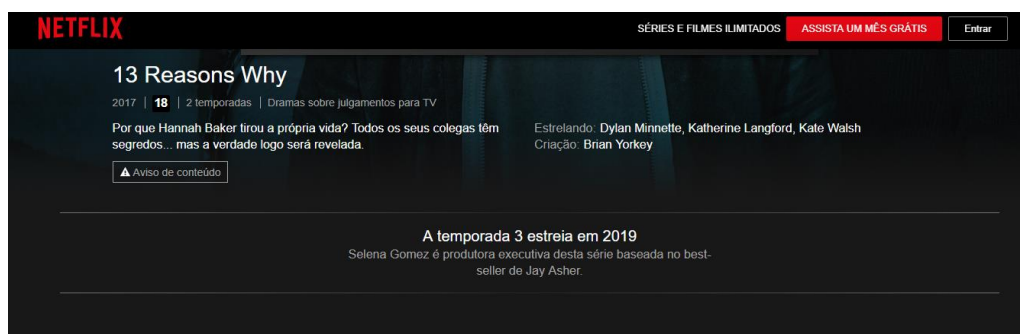 NETFLIX SÉRIES E FILMES ILIMITADOS ASSISTA UM MÊS GRÁTIS Entrar
13 Reasons Why
2017 | 18 | 2 temporadas | Dramas sobre julgamentos para TV
Por que Hannah Baker tirou a própria vida? Todos os seus colegas têm
segredos... mas a verdade logo será revelada.
Estrelando: Dylan Minnette, Katherine Langford, Kate Walsh
Criação: Brian Yorkey
Aviso de conteúdo
A temporada 3 estreia em 2019
Selena Gomez é produtora executiva desta série baseada no best-
seller de Jay Asher.